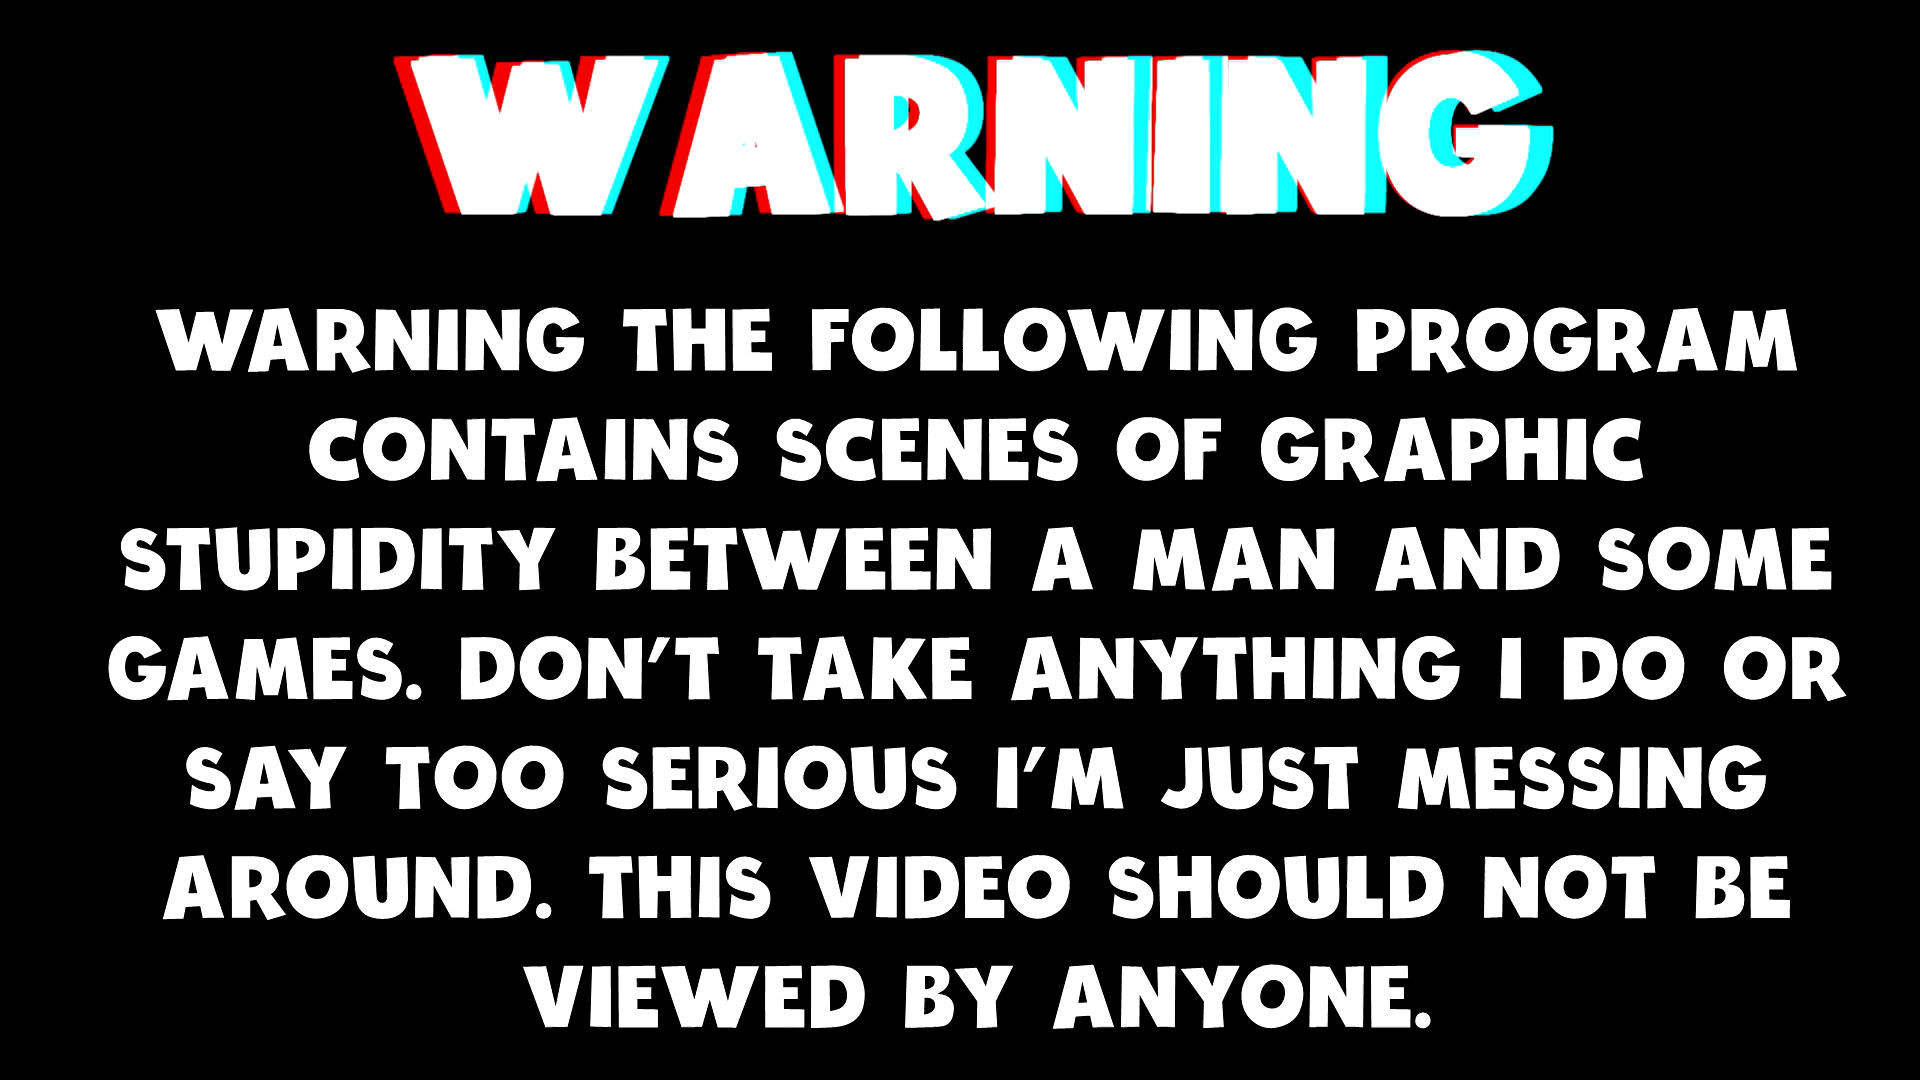 WARNING
WARNING THE FOLLOWING PROGRAM
CONTAINS SCENES OF GRAPHIC
STUPIDITY BETWEEN A MAN AND SOME
GAMES. DON'T TAKE ANYTHING I DO OR
SAY TOO SERIOUS I'M JUST MESSING
AROUND. THIS VIDEO SHOULD NOT BE
VIEWED BY ANYONE.